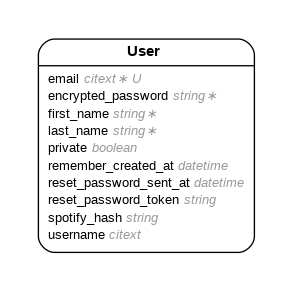 User
email citext∗ U
encrypted_password string∗
first_name string∗
last_name string∗
private boolean
remember_created_at datetime
reset_password_sent_at datetime
reset_password_token string
spotify_hash string
username citext